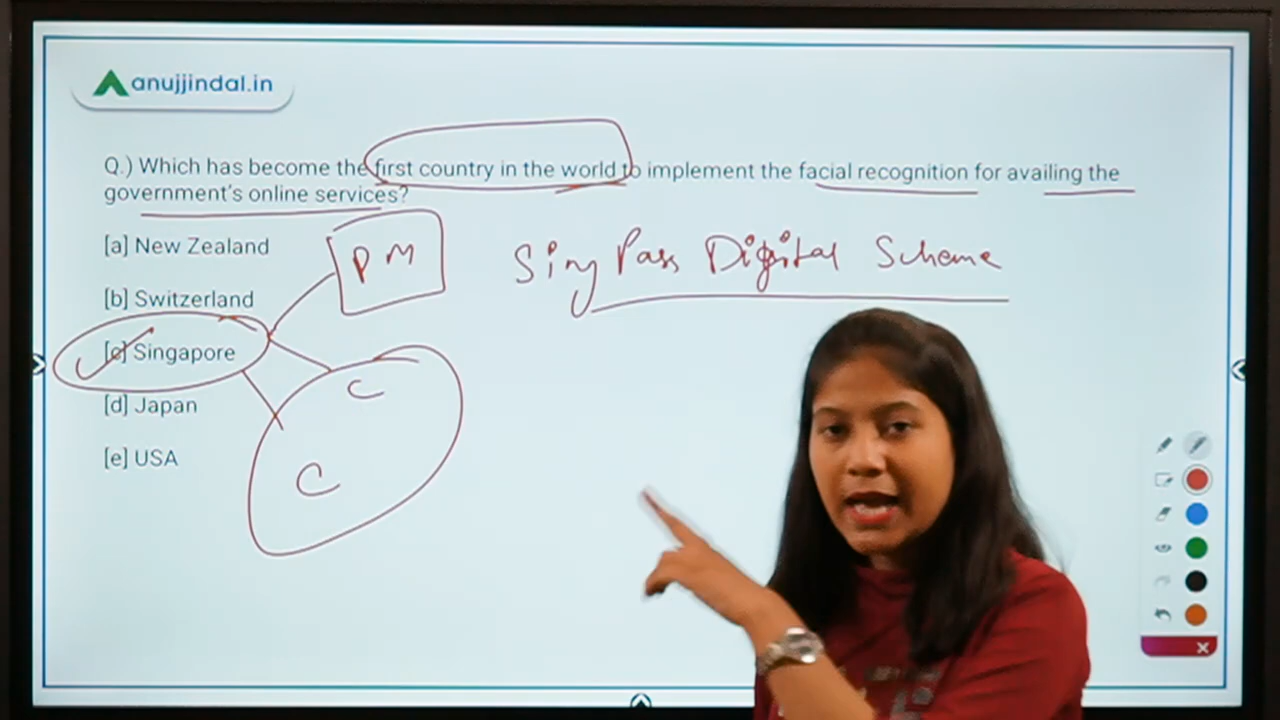 anujjindal.in
Q.) Which has become the first country in the world to implement the facial recognition for availing the
government's online services?
[a] New Zealand
PM
Sing Pass Digital Scheme
[b] Switzerland
[c] Singapore
C
[d] Japan
[e] USA
C